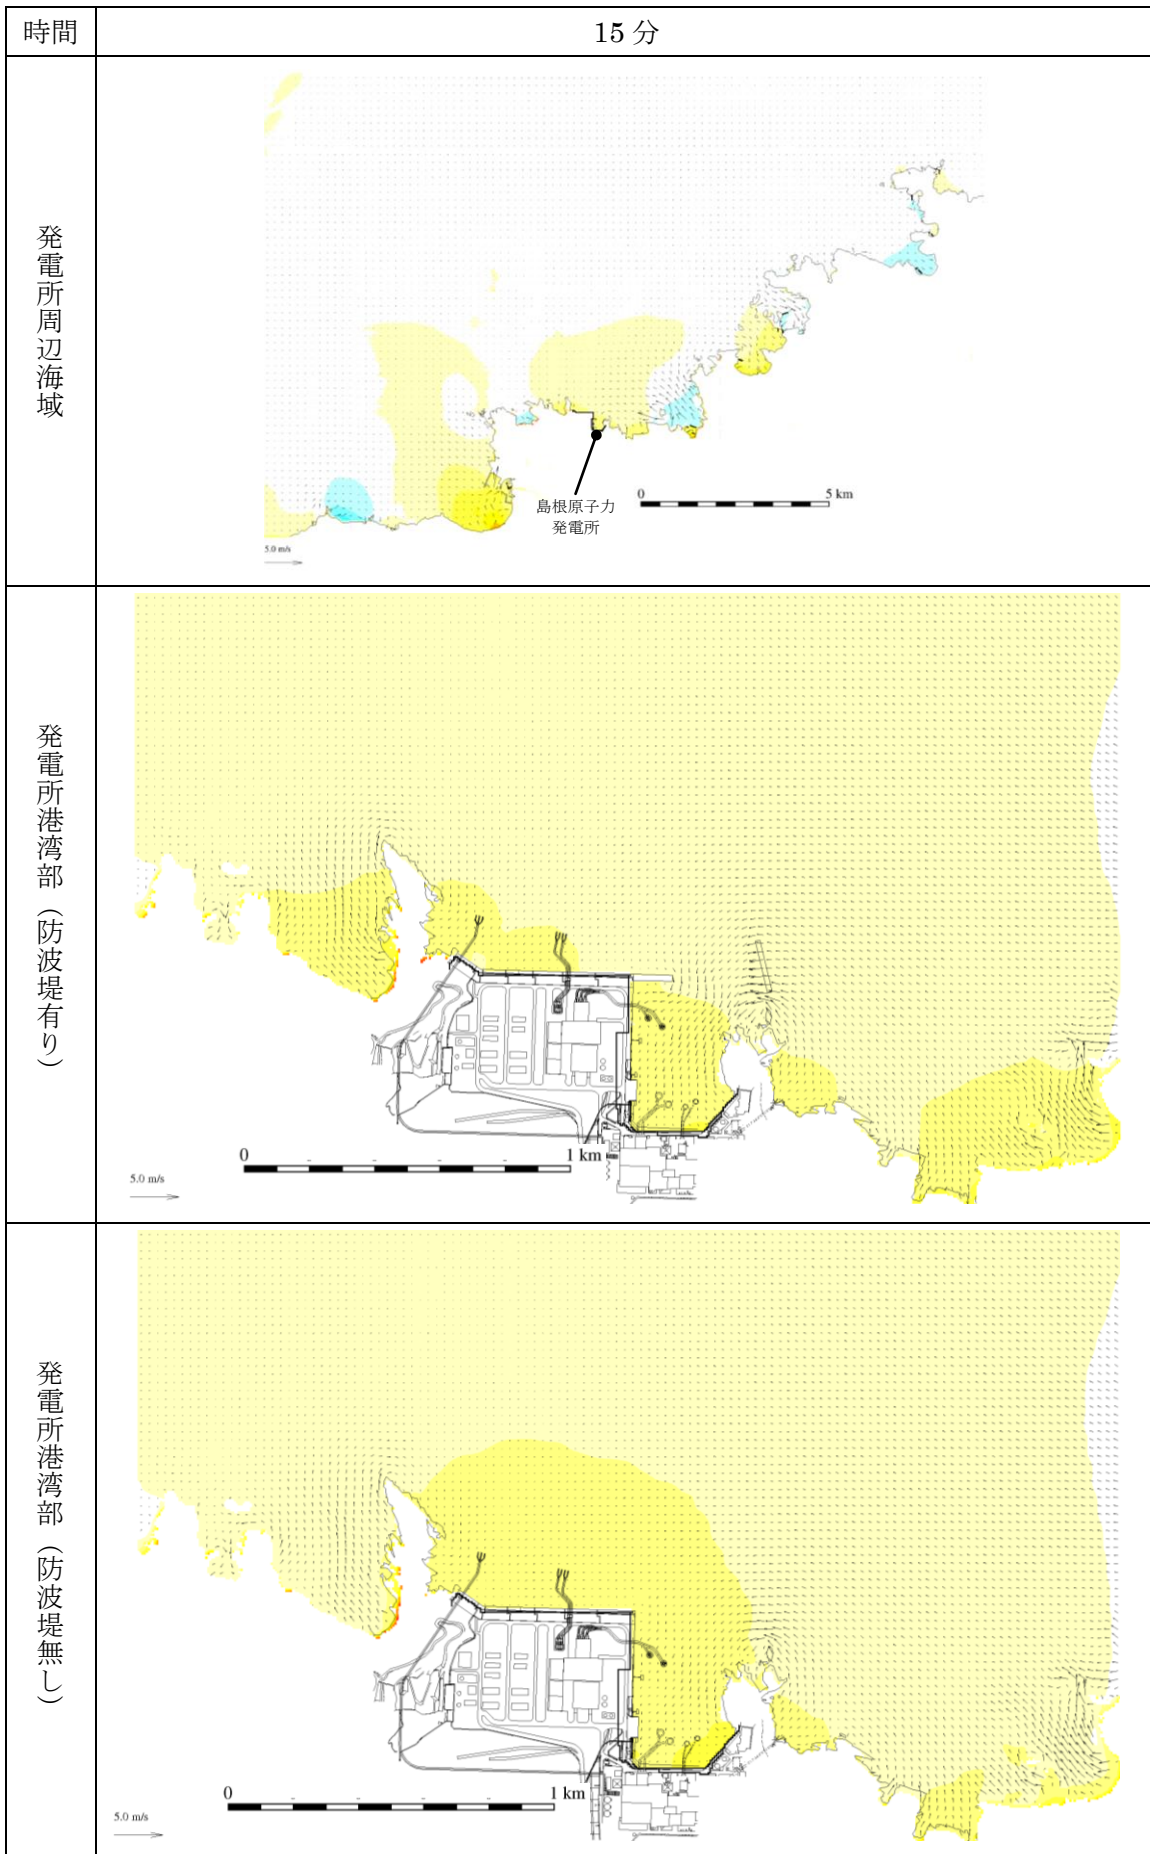 時間
15 分
発電所周辺海域
島根原子力
発電所
0 5 km
5.0 m/s
発電所港湾部（防波堤有り）
0 1 km
5.0 m/s
発電所港湾部（防波堤無し）
0 1 km
5.0 m/s